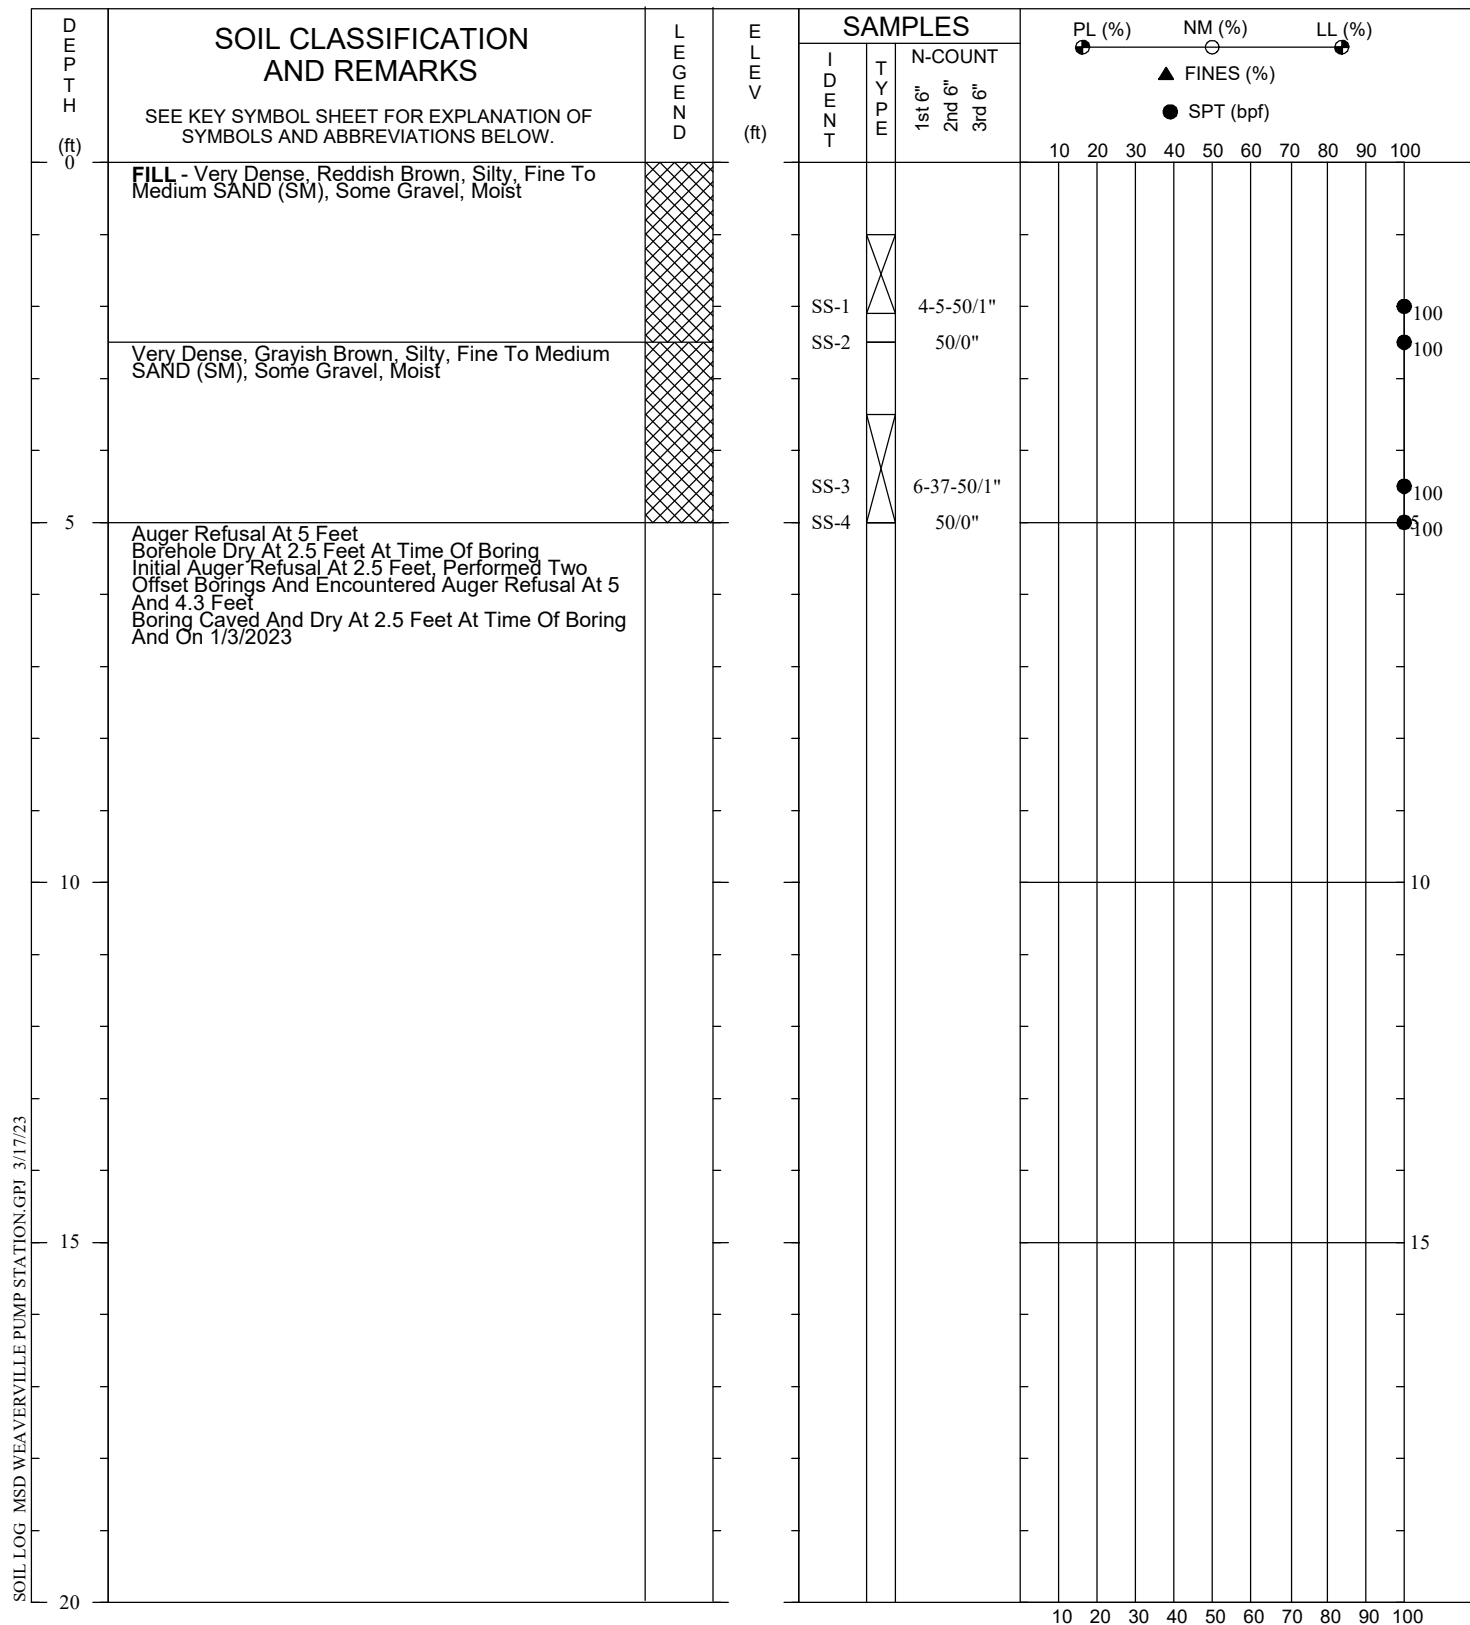 DEPTH
(ft)
SOIL CLASSIFICATION
AND REMARKS
SEE KEY SYMBOL SHEET FOR EXPLANATION OF
SYMBOLS AND ABBREVIATIONS BELOW.
LEGEND
ELEV
(ft)
SAMPLES
IDENT
TYPE
N-COUNT
1st 6"
2nd 6"
3rd 6"
PL (%) NM (%) LL (%)
FINES (%)
SPT (bpf)
10 20 30 40 50 60 70 80 90 100
0
FILL - Very Dense, Reddish Brown, Silty, Fine To
Medium SAND (SM), Some Gravel, Moist
SS-1 4-5-50/1" 100
SS-2 50/0" 100
Very Dense, Grayish Brown, Silty, Fine To Medium
SAND (SM), Some Gravel, Moist
SS-3 6-37-50/1" 100
5 SS-4 50/0" 5 100
Auger Refusal At 5 Feet
Borehole Dry At 2.5 Feet At Time Of Boring
Initial Auger Refusal At 2.5 Feet, Performed Two
Offset Borings And Encountered Auger Refusal At 5
And 4.3 Feet
Boring Caved And Dry At 2.5 Feet At Time Of Boring
And On 1/3/2023
10 10
15 15
20
10 20 30 40 50 60 70 80 90 100
SOIL LOG MSD WEAVERVILLE PUMP STATION.GPJ 3/17/23